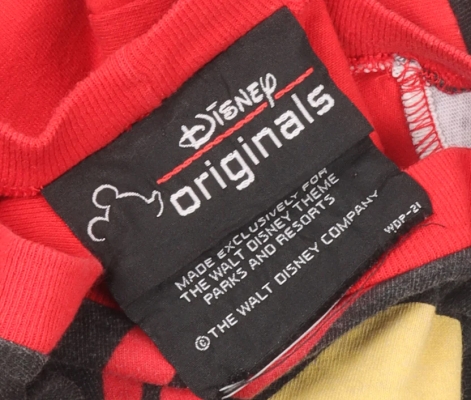 Disney
originals
MADE EXCLUSIVELY FOR
THE WALT DISNEY THEME
PARKS AND RESORTS
©THE WALT DISNEY COMPANY
WDP-21